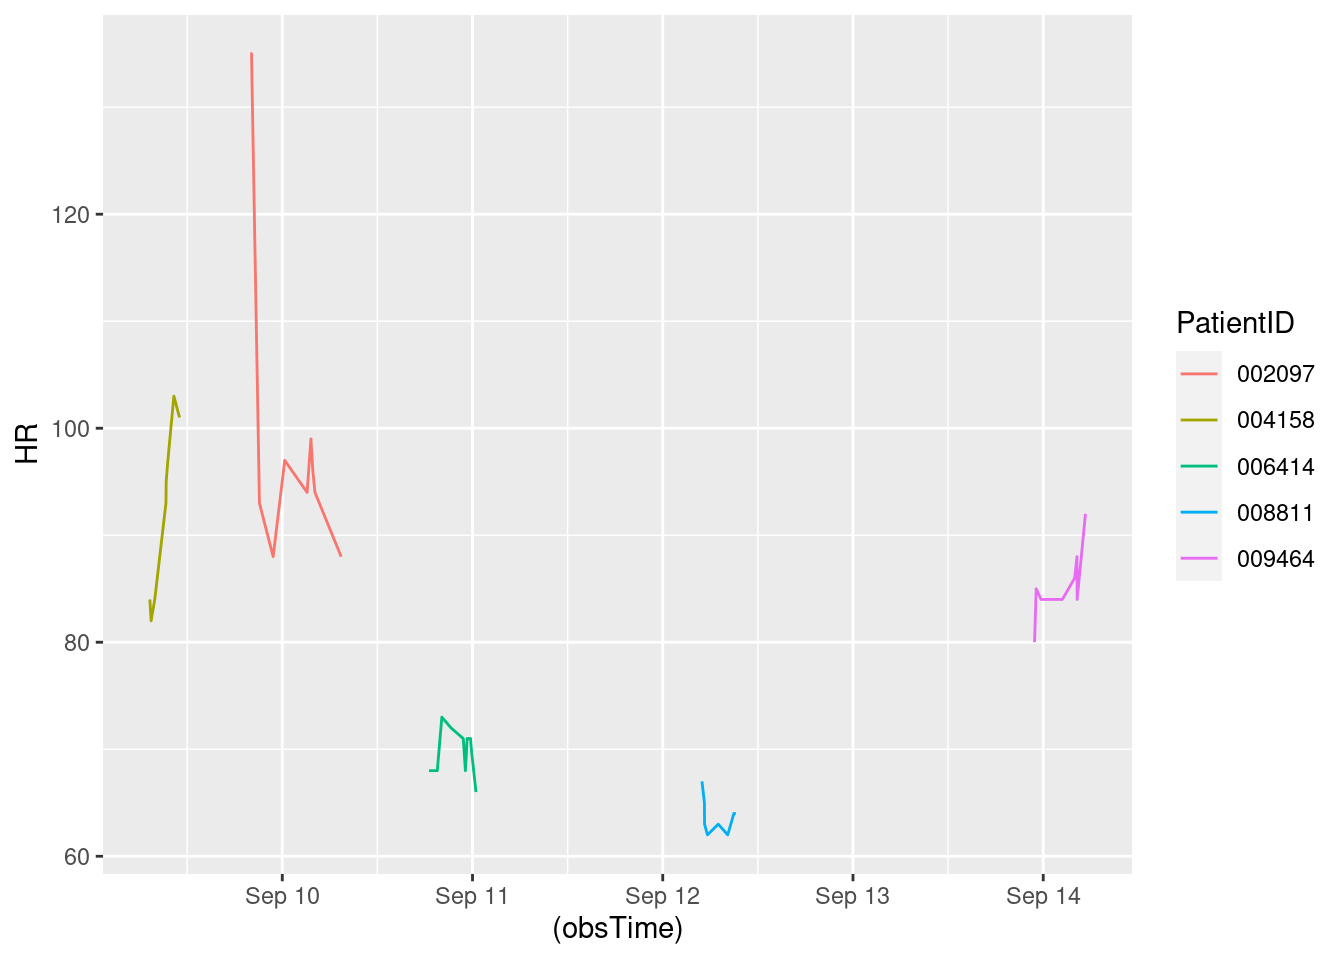 HR
120
100
80
60
Sep 10
Sep 11
Sep 12
Sep 13
Sep 14
(obsTime)
PatientID
002097
004158
006414
008811
009464